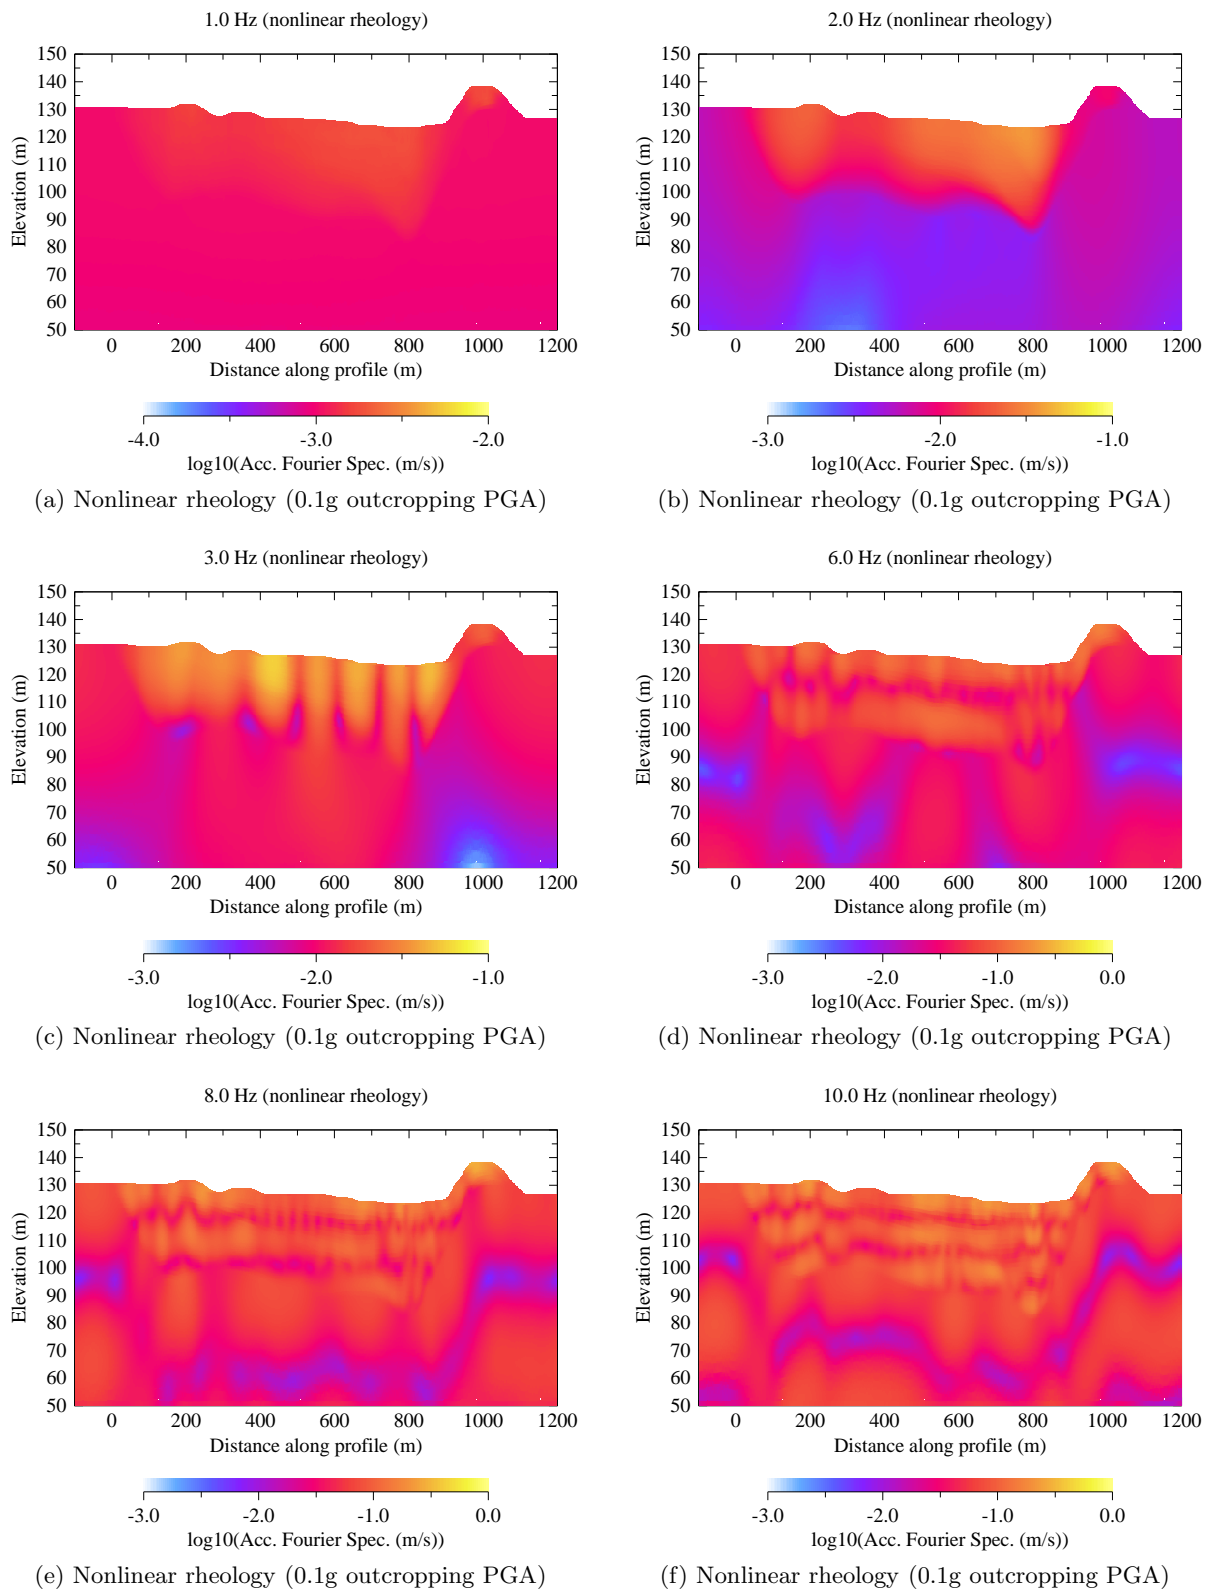 1.0 Hz (nonlinear rheology)
150
140
130
120
110
100
90
80
70
60
50
Elevation (m)
0 200 400 600 800 1000 1200
Distance along profile (m)
-4.0 -3.0 -2.0
log10(Acc. Fourier Spec. (m/s))
(a) Nonlinear rheology (0.1g outcropping PGA)
2.0 Hz (nonlinear rheology)
150
140
130
120
110
100
90
80
70
60
50
Elevation (m)
0 200 400 600 800 1000 1200
Distance along profile (m)
-3.0 -2.0 -1.0
log10(Acc. Fourier Spec. (m/s))
(b) Nonlinear rheology (0.1g outcropping PGA)
3.0 Hz (nonlinear rheology)
150
140
130
120
110
100
90
80
70
60
50
Elevation (m)
0 200 400 600 800 1000 1200
Distance along profile (m)
-3.0 -2.0 -1.0
log10(Acc. Fourier Spec. (m/s))
(c) Nonlinear rheology (0.1g outcropping PGA)
6.0 Hz (nonlinear rheology)
150
140
130
120
110
100
90
80
70
60
50
Elevation (m)
0 200 400 600 800 1000 1200
Distance along profile (m)
-3.0 -2.0 -1.0 0.0
log10(Acc. Fourier Spec. (m/s))
(d) Nonlinear rheology (0.1g outcropping PGA)
8.0 Hz (nonlinear rheology)
150
140
130
120
110
100
90
80
70
60
50
Elevation (m)
0 200 400 600 800 1000 1200
Distance along profile (m)
-3.0 -2.0 -1.0 0.0
log10(Acc. Fourier Spec. (m/s))
(e) Nonlinear rheology (0.1g outcropping PGA)
10.0 Hz (nonlinear rheology)
150
140
130
120
110
100
90
80
70
60
50
Elevation (m)
0 200 400 600 800 1000 1200
Distance along profile (m)
-3.0 -2.0 -1.0 0.0
log10(Acc. Fourier Spec. (m/s))
(f) Nonlinear rheology (0.1g outcropping PGA)